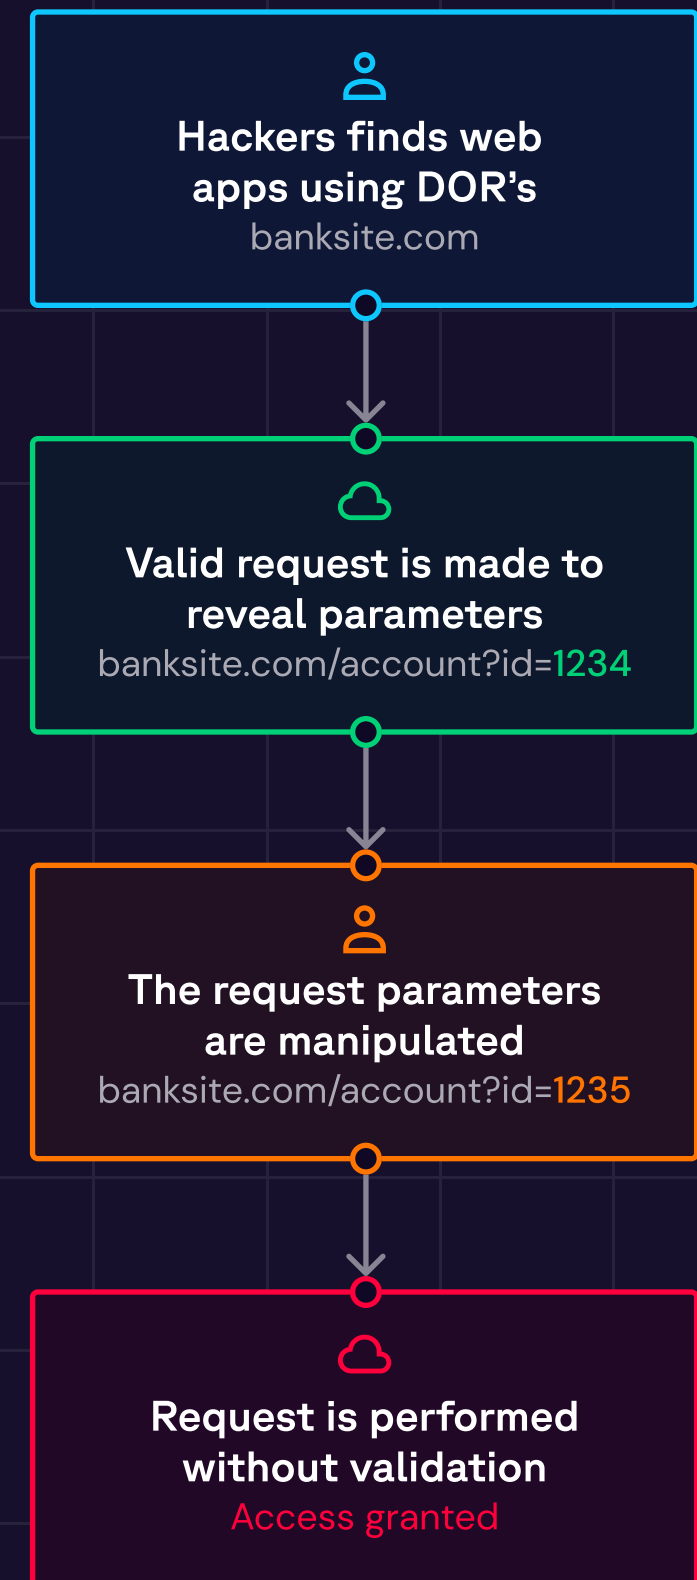 Hackers finds web
apps using DOR’s
banksite.com
Valid request is made to
reveal parameters
banksite.com/account?id=1234
The request parameters
are manipulated
banksite.com/account?id=1235
Request is performed
without validation
Access granted